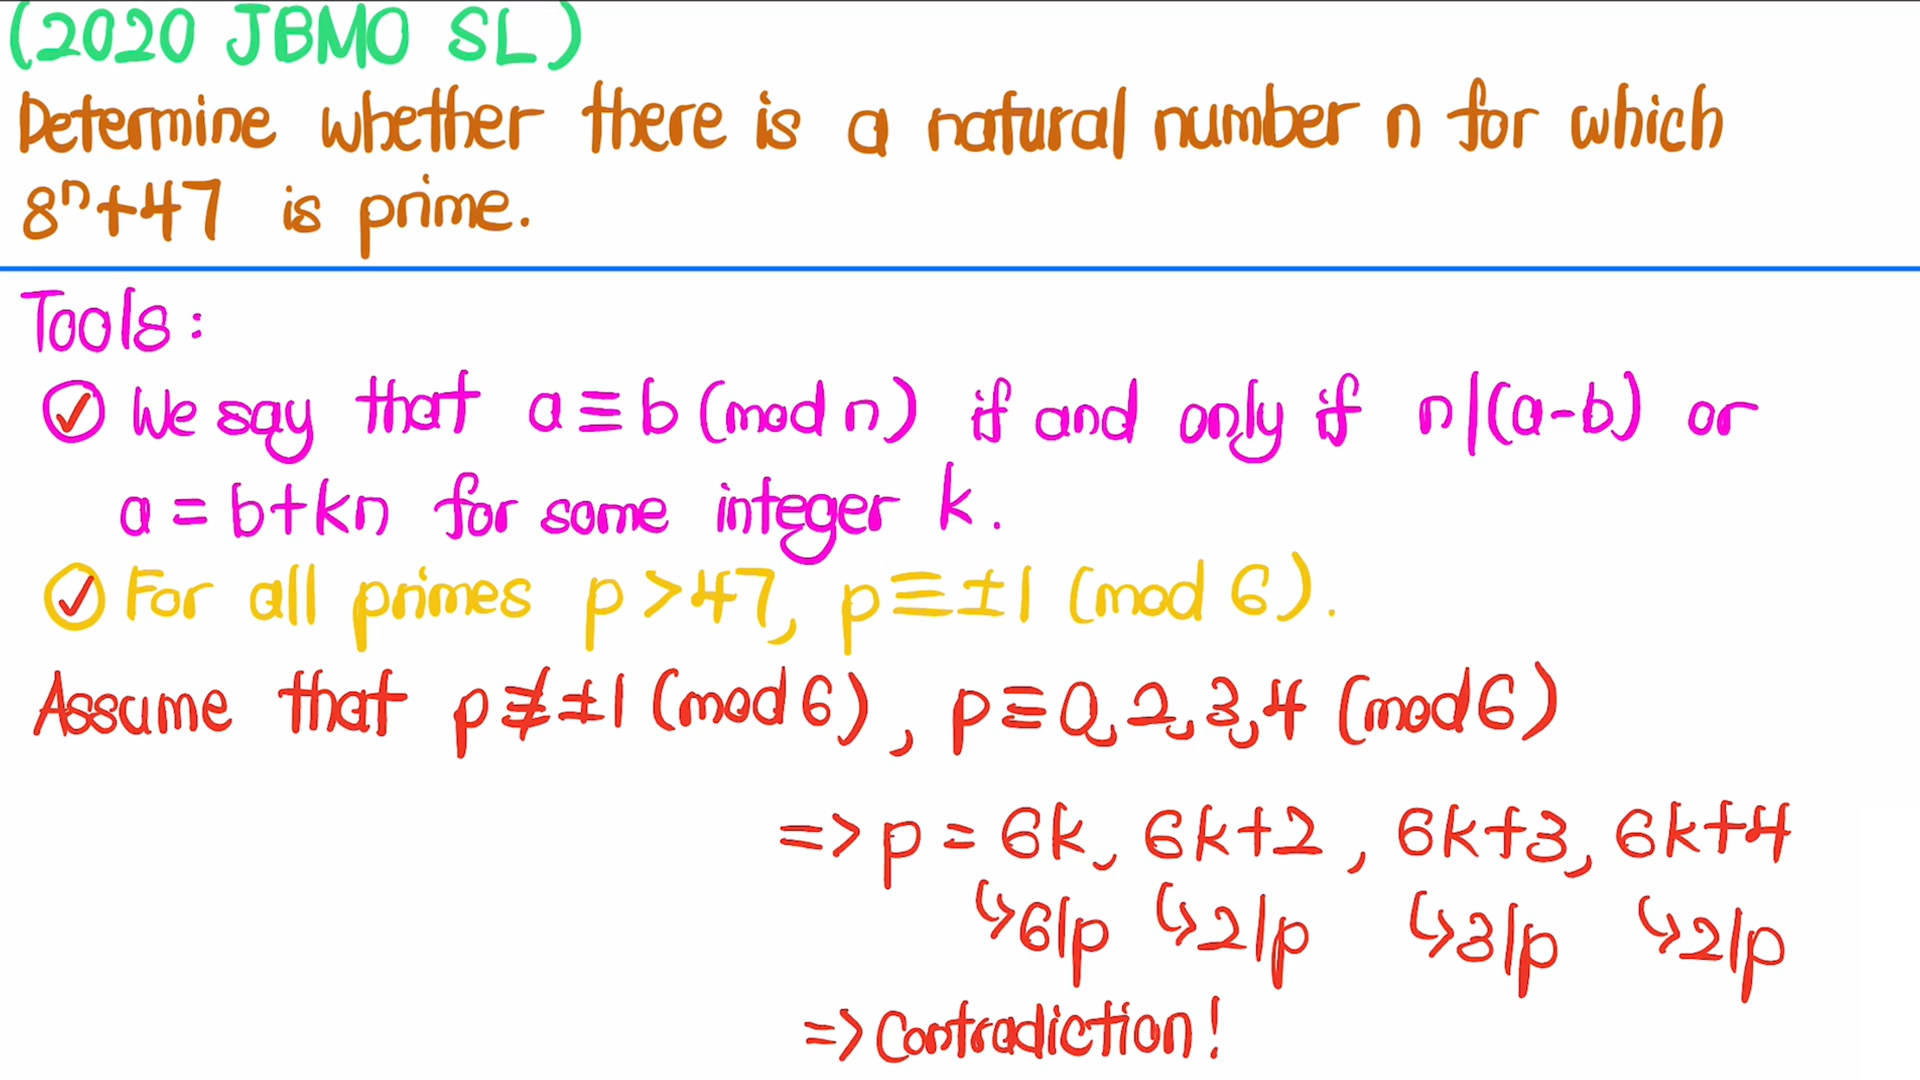 (2020 JBMO SL)
Determine whether there is a natural number n for which
8ⁿ+47 is prime.
Tools:
We say that a≡b (mod n) if and only if n|(a-b) or
a=b+kn for some integer k.
For all primes p>47, p≡±1 (mod 6).
Assume that p≢±1 (mod 6), p≡0,2,3,4 (mod 6)
=> p = 6k, 6k+2, 6k+3, 6k+4
↳6|p ↳2|p ↳3|p ↳2|p
=> Contradiction!